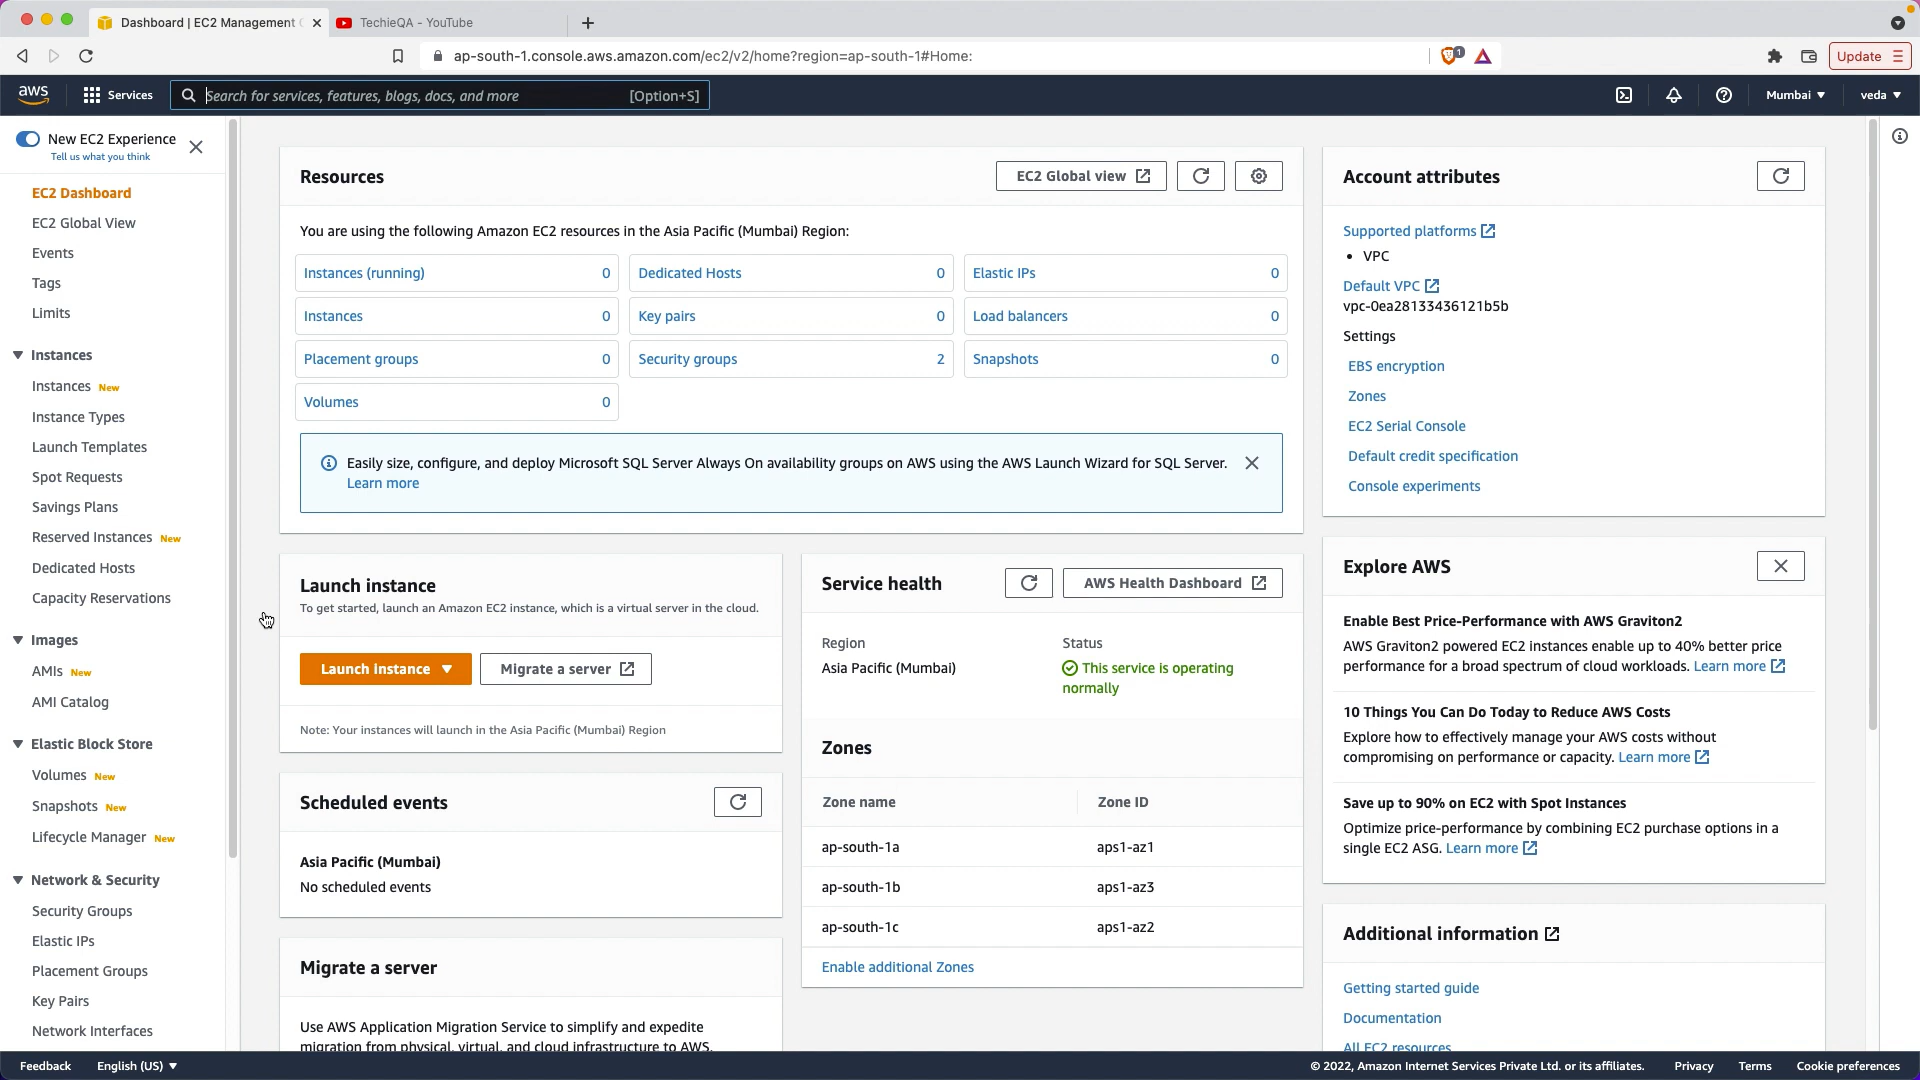 Dashboard | EC2 Management
TechieQA - YouTube
ap-south-1.console.aws.amazon.com/ec2/v2/home?region=ap-south-1#Home:
1
Update
aws
Services
Search for services, features, blogs, docs, and more
[Option+S]
Mumbai
veda
New EC2 Experience
Tell us what you think
EC2 Dashboard
EC2 Global View
Events
Tags
Limits
Instances
Instances New
Instance Types
Launch Templates
Spot Requests
Savings Plans
Reserved Instances New
Dedicated Hosts
Capacity Reservations
Images
AMIs New
AMI Catalog
Elastic Block Store
Volumes New
Snapshots New
Lifecycle Manager New
Network & Security
Security Groups
Elastic IPs
Placement Groups
Key Pairs
Network Interfaces
Resources
EC2 Global view
You are using the following Amazon EC2 resources in the Asia Pacific (Mumbai) Region:
Instances (running) 0
Dedicated Hosts 0
Elastic IPs 0
Instances 0
Key pairs 0
Load balancers 0
Placement groups 0
Security groups 2
Snapshots 0
Volumes 0
Easily size, configure, and deploy Microsoft SQL Server Always On availability groups on AWS using the AWS Launch Wizard for SQL Server.
Learn more
Launch instance
To get started, launch an Amazon EC2 instance, which is a virtual server in the cloud.
Launch instance
Migrate a server
Note: Your instances will launch in the Asia Pacific (Mumbai) Region
Scheduled events
Asia Pacific (Mumbai)
No scheduled events
Migrate a server
Use AWS Application Migration Service to simplify and expedite
migration from physical, virtual, and cloud infrastructure to AWS.
Service health
AWS Health Dashboard
Region
Asia Pacific (Mumbai)
Status
This service is operating
normally
Zones
Zone name
Zone ID
ap-south-1a
aps1-az1
ap-south-1b
aps1-az3
ap-south-1c
aps1-az2
Enable additional Zones
Account attributes
Supported platforms
• VPC
Default VPC
vpc-0ea28133436121b5b
Settings
EBS encryption
Zones
EC2 Serial Console
Default credit specification
Console experiments
Explore AWS
Enable Best Price-Performance with AWS Graviton2
AWS Graviton2 powered EC2 instances enable up to 40% better price
performance for a broad spectrum of cloud workloads. Learn more
10 Things You Can Do Today to Reduce AWS Costs
Explore how to effectively manage your AWS costs without
compromising on performance or capacity. Learn more
Save up to 90% on EC2 with Spot Instances
Optimize price-performance by combining EC2 purchase options in a
single EC2 ASG. Learn more
Additional information
Getting started guide
Documentation
All EC2 resources
Feedback
English (US)
© 2022, Amazon Internet Services Private Ltd. or its affiliates.
Privacy
Terms
Cookie preferences